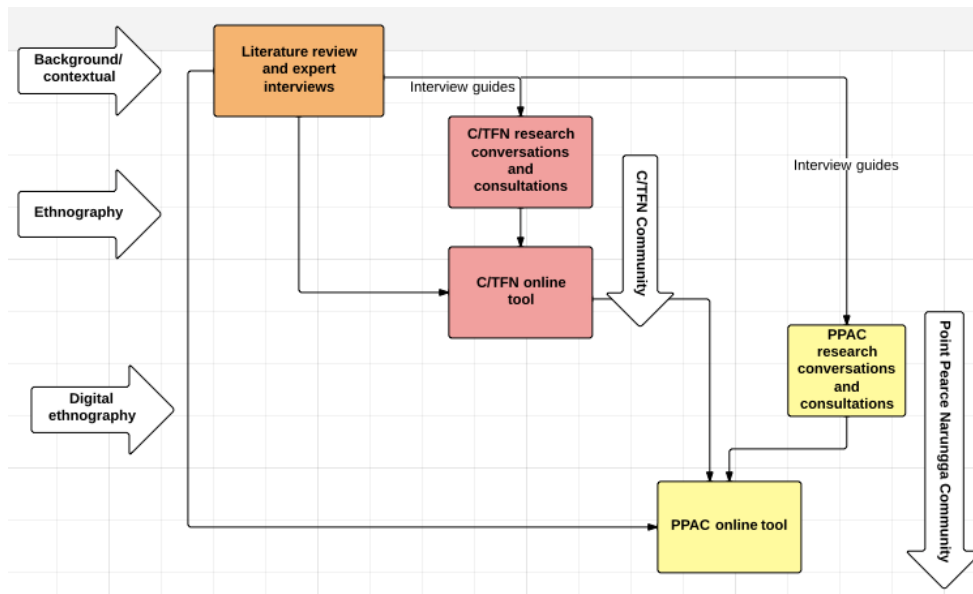 Background/
contextual
Literature review
and expert
interviews
Interview guides
C/TFN research
conversations
and
consultations
Interview guides
Ethnography
C/TFN Community
C/TFN online
tool
PPAC
research
conversations
and
consultations
Point Pearce Narungga Community
Digital
ethnography
PPAC online tool